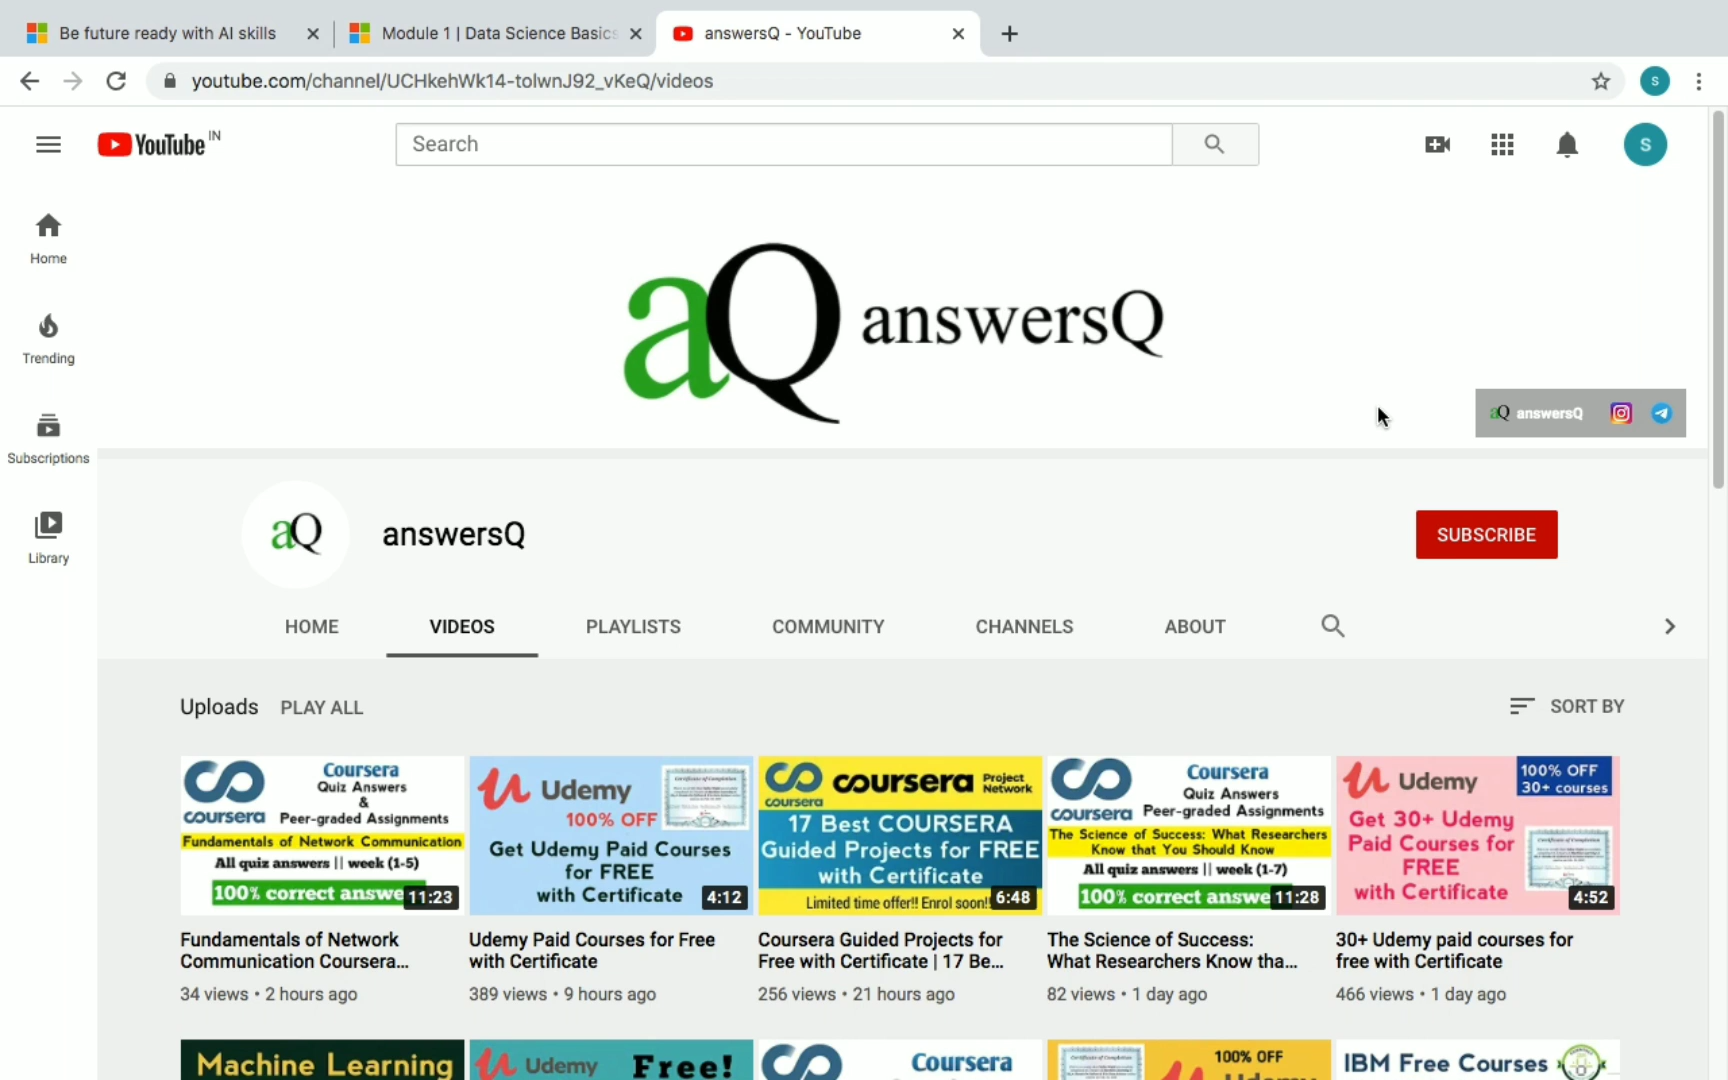 Be future ready with AI skills
Module 1 | Data Science Basics
answersQ - YouTube
youtube.com/channel/UCHkehWk14-tolwnJ92_vKeQ/videos
S
YouTube IN
Search
S
Home
Trending
Subscriptions
Library
aQ answersQ
aQ answersQ
aQ
answersQ
SUBSCRIBE
HOME
VIDEOS
PLAYLISTS
COMMUNITY
CHANNELS
ABOUT
Uploads
PLAY ALL
SORT BY
coursera
Coursera
Quiz Answers
&
Peer-graded Assignments
Fundamentals of Network Communication
All quiz answers || week (1-5)
100% correct answe
11:23
Udemy
Certificate of Completion
100% OFF
Get Udemy Paid Courses
for FREE
with Certificate
4:12
coursera
coursera Project Network
17 Best COURSERA
Guided Projects for FREE
with Certificate
Limited time offer!! Enrol soon!!
6:48
coursera
Coursera
Quiz Answers
Peer-graded Assignments
The Science of Success: What Researchers
Know that You Should Know
All quiz answers || week (1-7)
100% correct answe
11:28
Udemy
100% OFF
30+ courses
Get 30+ Udemy
Paid Courses for
FREE
with Certificate
4:52
Fundamentals of Network
Communication Coursera...
34 views • 2 hours ago
Udemy Paid Courses for Free
with Certificate
389 views • 9 hours ago
Coursera Guided Projects for
Free with Certificate | 17 Be...
256 views • 21 hours ago
The Science of Success:
What Researchers Know tha...
82 views • 1 day ago
30+ Udemy paid courses for
free with Certificate
466 views • 1 day ago
Machine Learning
Udemy Free!
Coursera
100% OFF
Udemy
IBM Free Courses